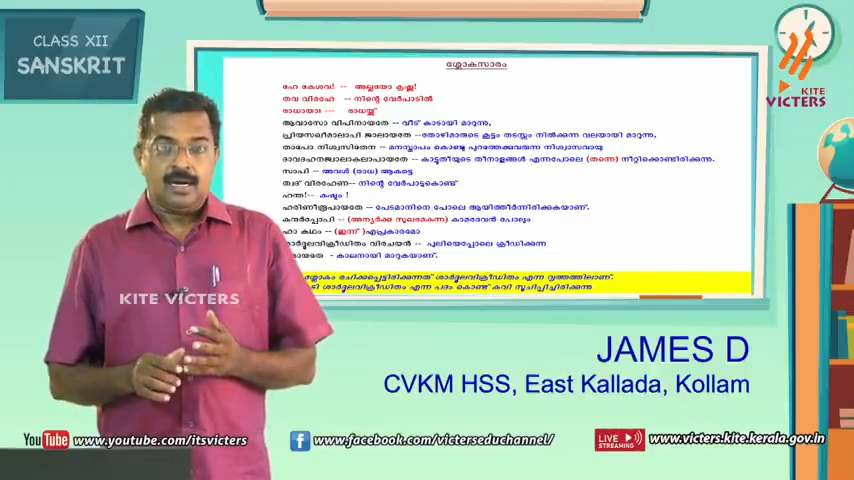 CLASS XII
SANSKRIT
KITE
VICTERS
ശ്ലോകസാരം
ഹേ കേശവ! -- അല്ലയോ കൃഷ്ണ!
തവ വിരഹേ -- നിന്റെ വേർപാടിൽ
രാധായാഃ --- രാധയ്ക്ക്
ആവാസോ വിപിനായതേ -- വീട് കാടായി മാറുന്നു,
പ്രിയസഖീമാലാപി ജാലായതേ -- തോഴിമാരുടെ കൂട്ടം തടസ്സം നിൽക്കുന്ന വലയായി മാറുന്നു,
താപോ നിശ്വസിതേന -- മനസ്താപം കൊണ്ടു പുറത്തേക്കുവരുന്ന നിശ്വാസവായു
ദാവദഹനജ്വാലാകലാപായതേ -- കാട്ടുതീയുടെ തീനാളങ്ങൾ എന്നപോലെ (തന്നെ) നീറ്റിക്കൊണ്ടിരിക്കുന്നു.
സാപി -- അവൾ (രാധ) ആകട്ടെ
ത്വദ് വിരഹേണ -- നിന്റെ വേർപാടുകൊണ്ട്
ഹന്ത! -- കഷ്ടം !
ഹരിണീരൂപായതേ -- പേടമാനിനെ പോലെ ആയിത്തീർന്നിരിക്കുകയാണ്.
കന്ദർപ്പോപി -- (അന്യർക്കു സുഖമേകുന്ന) കാമദേവൻ പോലും
ഹാ കഥം -- (ഇന്ന് )എപ്രകാരമോ
ശാർദ്ദൂലവിക്രീഡിതം വിരചയൻ -- പുലിയെപ്പോലെ ക്രീഡിക്കുന്ന
യമായതേ - കാലനായി മാറുകയാണ്.
ശ്ലോകം രചിക്കപ്പെട്ടിരിക്കുന്നത് ശാർദ്ദൂലവിക്രീഡിതം എന്ന വൃത്തത്തിലാണ്.
ശാർദ്ദൂലവിക്രീഡിതം എന്ന പദം കൊണ്ട് കവി സൂചിപ്പിച്ചിരിക്കുന്നു
KITE VICTERS
JAMES D
CVKM HSS, East Kallada, Kollam
YouTube www.youtube.com/itsvicters
www.facebook.com/victerseduchannel/
LIVE STREAMING www.victers.kite.kerala.gov.in